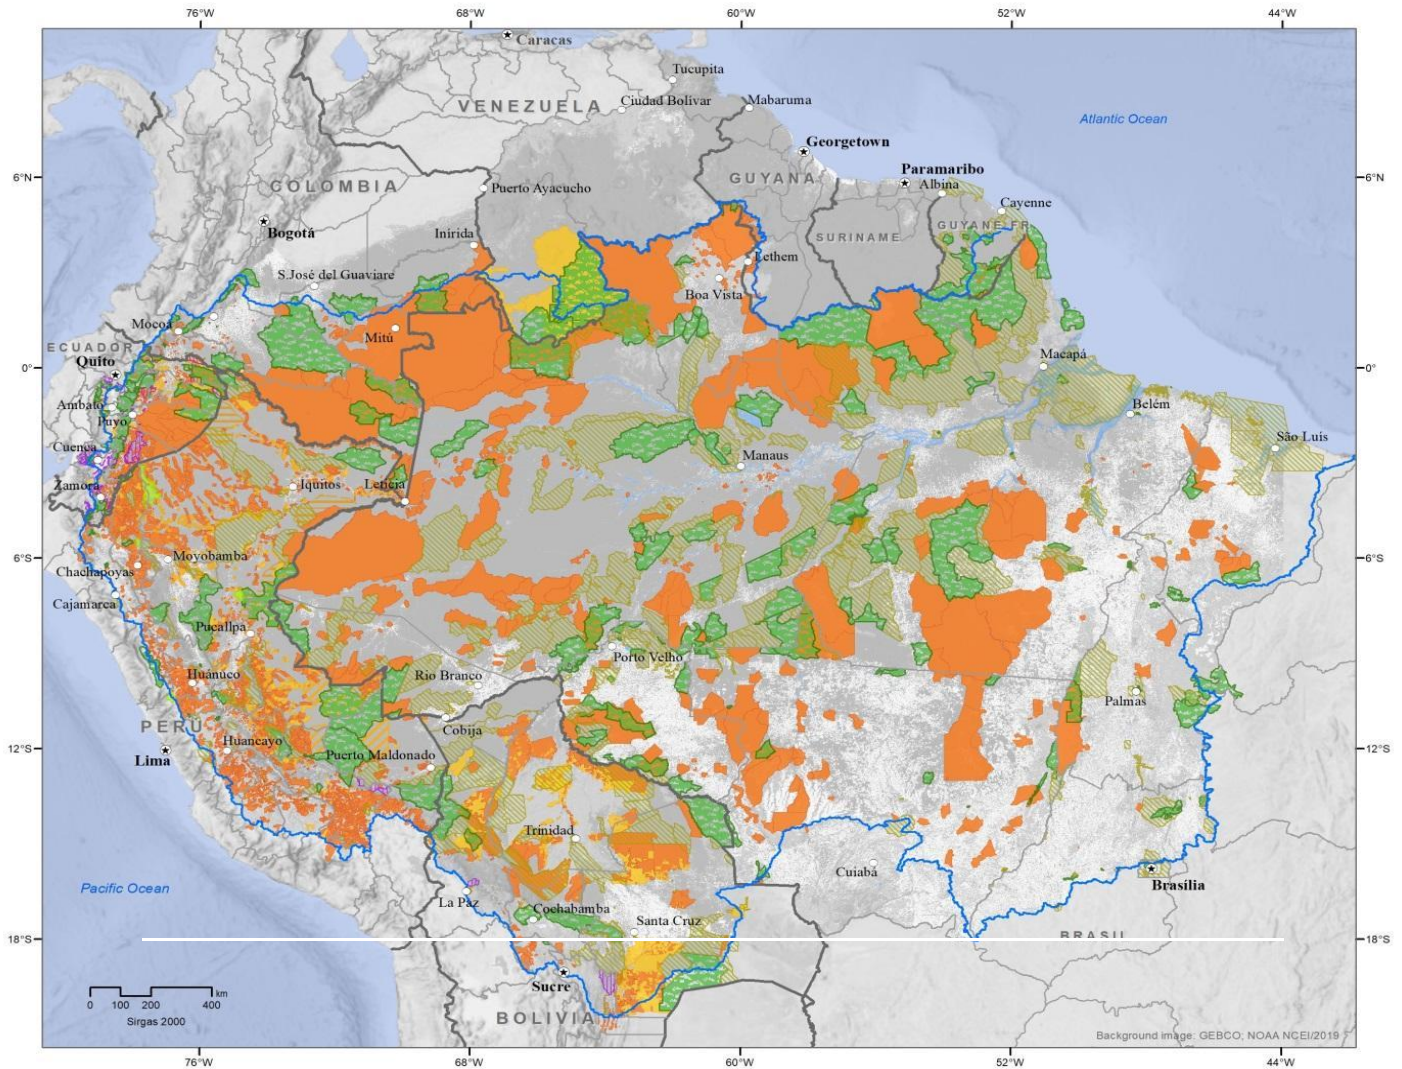 76°W 68°W 60°W 52°W 44°W
Caracas
Tucupita
VENEZUELA
Ciudad Bolivar
Mabaruma
Atlantic Ocean
Georgetown
Paramaribo
6°N
COLOMBIA
Puerto Ayacucho
GUYANA
Albina
6°N
Cayenne
Bogotá
Inirida
SURINAME
GUYANE FR.
S.José del Guaviare
Lethem
Boa Vista
Mocoa
Mitú
ECUADOR
Quito
Macapá
0°
0°
Ambato
Puyo
Belém
Cuenca
São Luís
Manaus
Zamora
Iquitos
Leticia
Moyobamba
6°S
6°S
Chachapoyas
Cajamarca
Pucallpa
Porto Velho
Huánuco
Rio Branco
Palmas
PERÚ
Cobija
Huancayo
12°S
12°S
Lima
Puerto Maldonado
Trinidad
Cuiabá
Pacific Ocean
Brasília
La Paz
Cochabamba
Santa Cruz
18°S
BRASIL
18°S
Sucre
km
0 100 200 400
Sirgas 2000
BOLIVIA
Background image: GEBCO; NOAA NCEI/2019
76°W 68°W 60°W 52°W 44°W